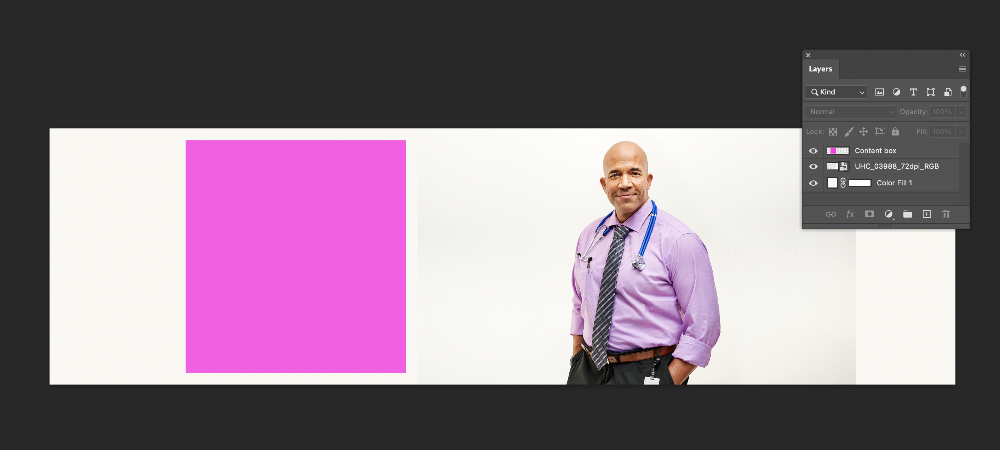 Layers
Kind
Normal
Opacity: 100%
Lock:
Fill: 100%
Content box
UHC_03988_72dpi_RGB
Color Fill 1
fx